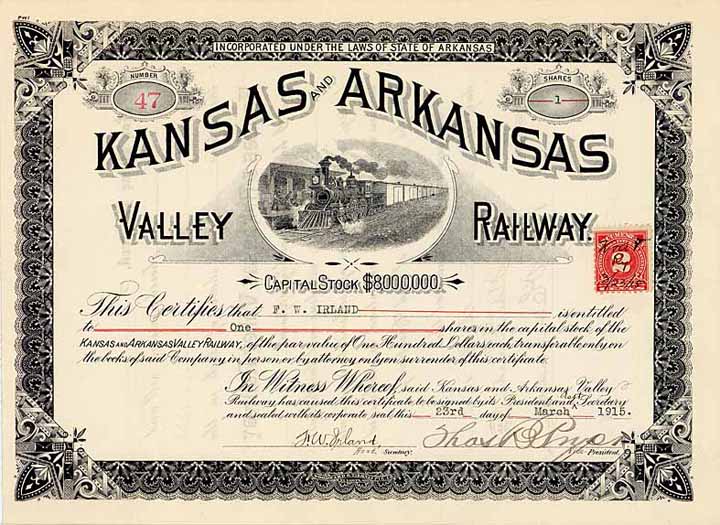 INCORPORATED UNDER THE LAWS OF STATE OF ARKANSAS
NUMBER
47
SHARES
1
KANSAS AND ARKANSAS
VALLEY RAILWAY.
CAPITAL STOCK $8000000.
This Certifies that F. W. IRLAND is entitled
to One shares in the capital stock of the
KANSAS AND ARKANSAS VALLEY RAILWAY, of the par value of One Hundred Dollars each, transferable only on
the books of said Company in person or by attorney only on surrender of this certificate.
In Witness Whereof, said Kansas and Arkansas Valley
Railway has caused this certificate to be signed by its President and Asst Secretary
and sealed with its corporate seal this 23rd day of March 1915.
F.W. Irland
Asst. Secretary.
Vice-President.